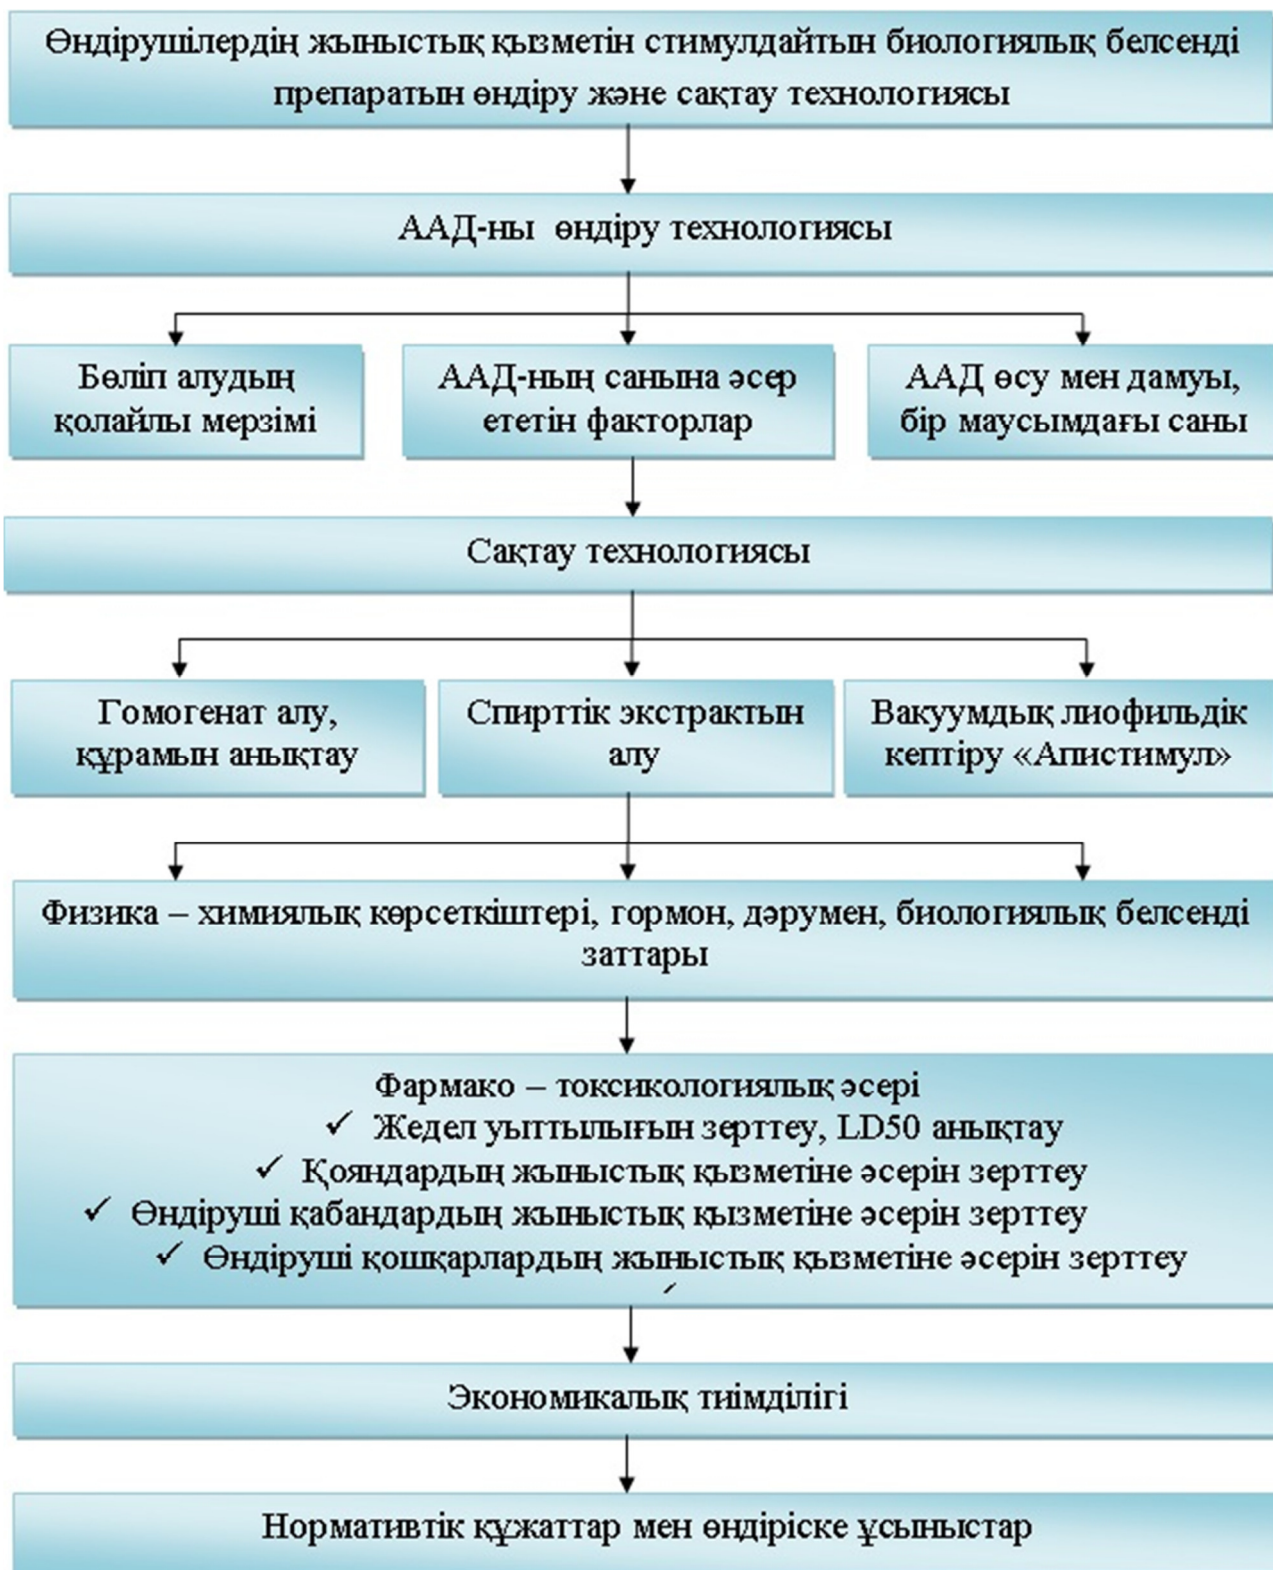 Өндірушілердің жыныстық қызметін стимулдайтын биологиялық белсенді
препаратын өндіру және сақтау технологиясы
ААД-ны өндіру технологиясы
Бөліп алудың
қолайлы мерзімі
ААД-ның санына әсер
ететін факторлар
ААД өсу мен дамуы,
бір маусымдағы саны
Сақтау технологиясы
Гомогенат алу,
құрамын анықтау
Спирттік экстрактын
алу
Вакуумдық лиофильдік
кептіру «Апистимул»
Физика – химиялық көрсеткіштері, гормон, дәрумен, биологиялық белсенді
заттары
Фармако – токсикологиялық әсері
✓ Жедел уыттылығын зерттеу, LD50 анықтау
✓ Қояндардың жыныстық қызметіне әсерін зерттеу
✓ Өндіруші қабандардың жыныстық қызметіне әсерін зерттеу
✓ Өндіруші қошқарлардың жыныстық қызметіне әсерін зерттеу
Экономикалық тиімділігі
Нормативтік құжаттар мен өндіріске ұсыныстар